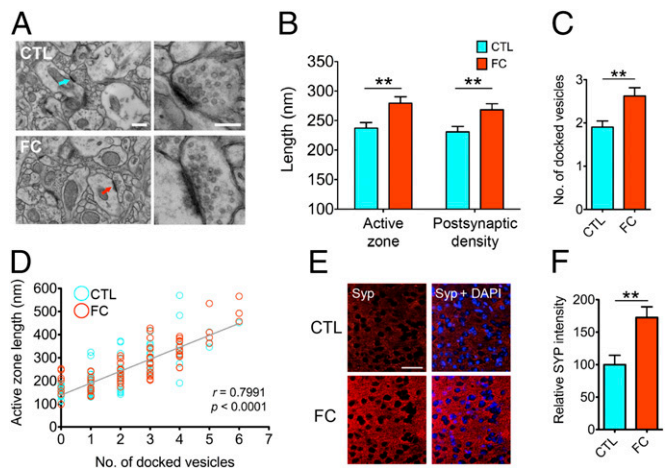 A
CTL
FC
B
CTL
FC
Length (nm)
350
300
250
200
150
100
**
**
Active zone
Postsynaptic density
C
No. of docked vesicles
3
2
1
0
**
CTL
FC
D
CTL
FC
Active zone length (nm)
600
500
400
300
200
100
0
r = 0.7991
p < 0.0001
0 1 2 3 4 5 6 7
No. of docked vesicles
E
Syp
Syp + DAPI
CTL
FC
F
Relative SYP intensity
200
150
100
50
0
**
CTL
FC